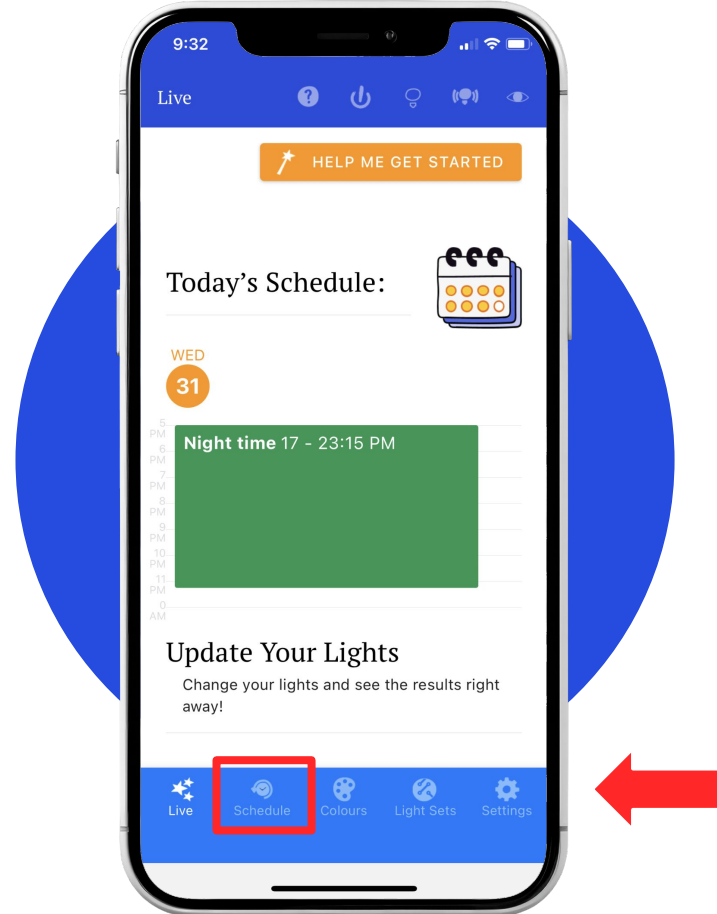 9:32
Live
HELP ME GET STARTED
Today’s Schedule:
WED
31
5
PM
Night time 17 - 23:15 PM
6
PM
7
PM
8
PM
9
PM
10
PM
11
PM
0
AM
Update Your Lights
Change your lights and see the results right
away!
Live Schedule Colours Light Sets Settings